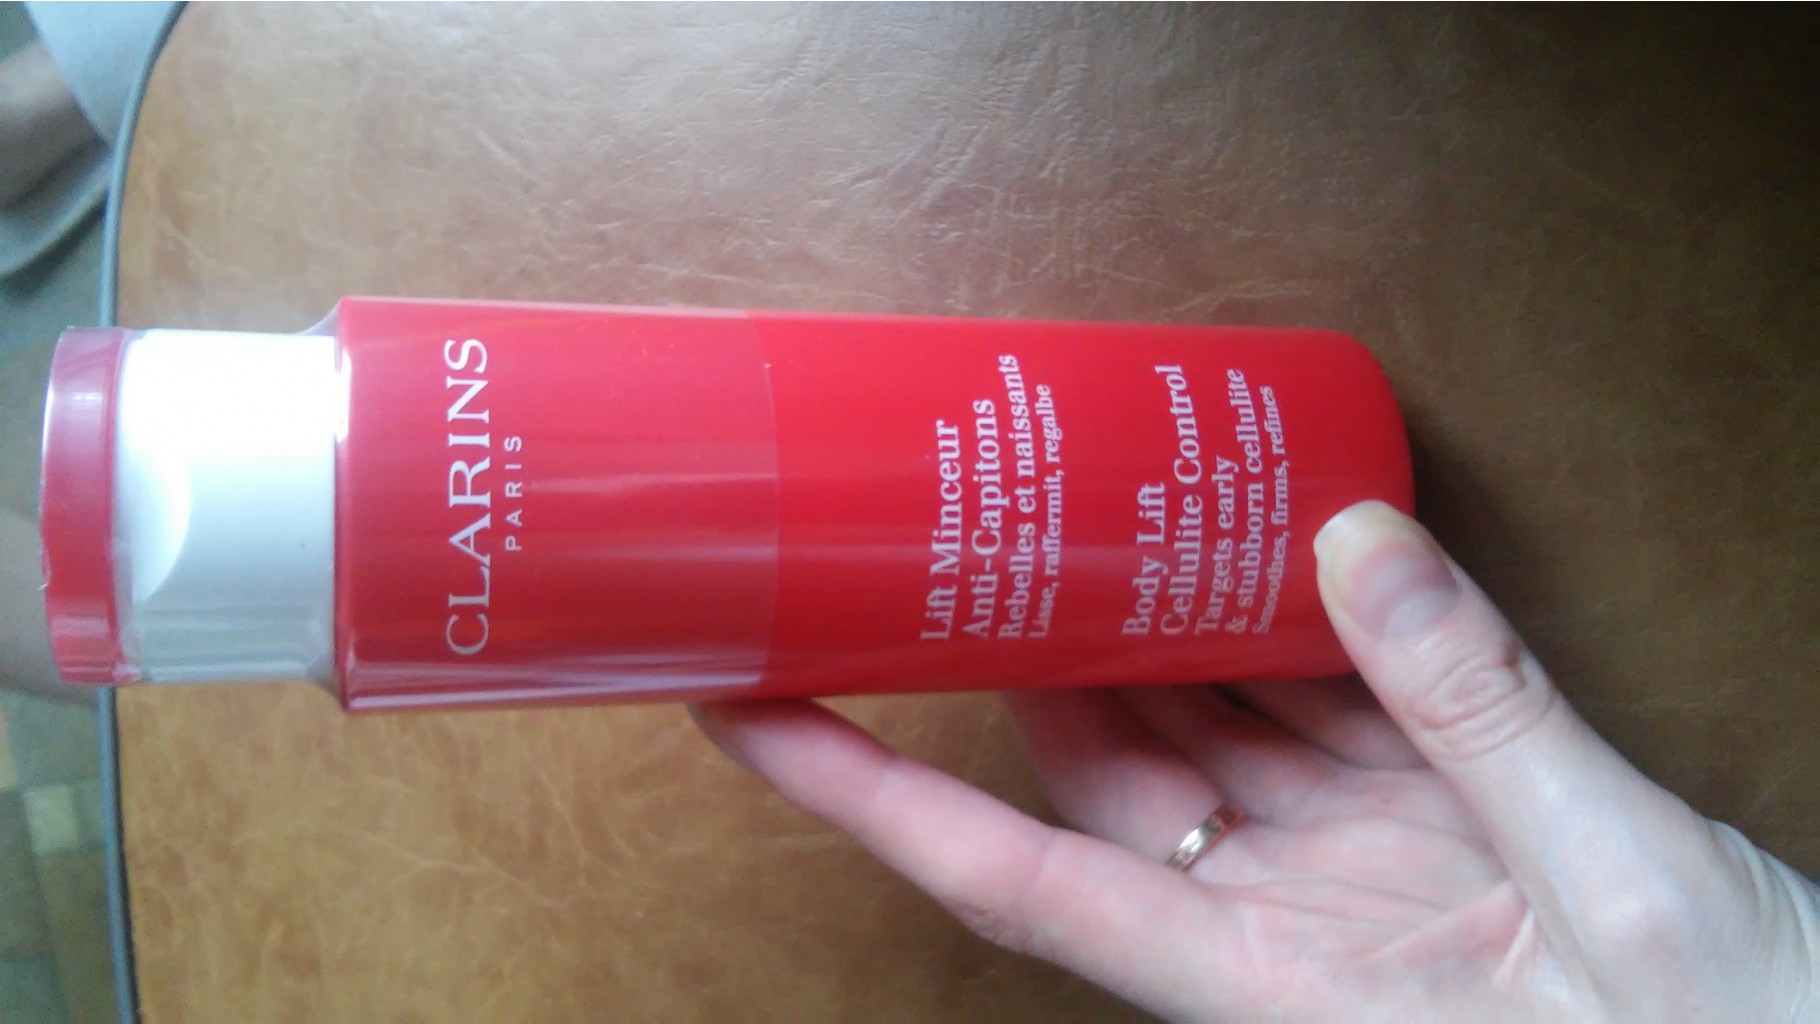 CLARINS
PARIS
Lift Minceur
Anti-Capitons
Rebelles et naissants
Lisse, raffermit, regalbe
Body Lift
Cellulite Control
Targets early
& stubborn cellulite
Smoothes, firms, refines